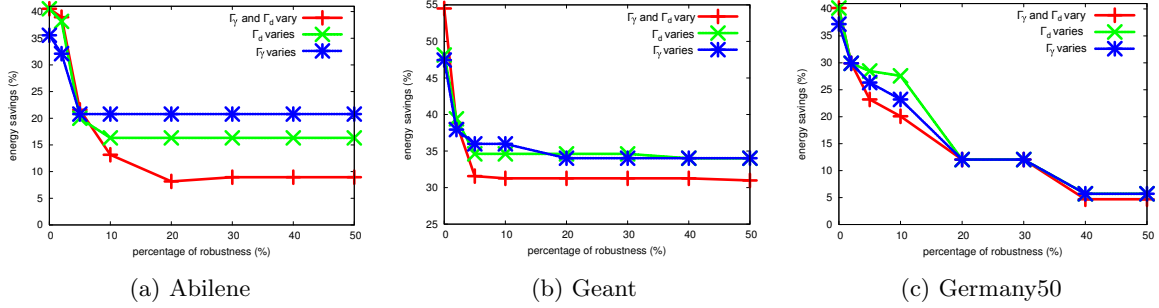 Γγ and Γd vary
Γd varies
Γγ varies
energy savings (%)
40
35
30
25
20
15
10
5
0
0 10 20 30 40 50
percentage of robustness (%)
(a) Abilene
Γγ and Γd vary
Γd varies
Γγ varies
energy savings (%)
55
50
45
40
35
30
25
0 10 20 30 40 50
percentage of robustness (%)
(b) Geant
Γγ and Γd vary
Γd varies
Γγ varies
energy savings (%)
40
35
30
25
20
15
10
5
0
0 10 20 30 40 50
percentage of robustness (%)
(c) Germany50